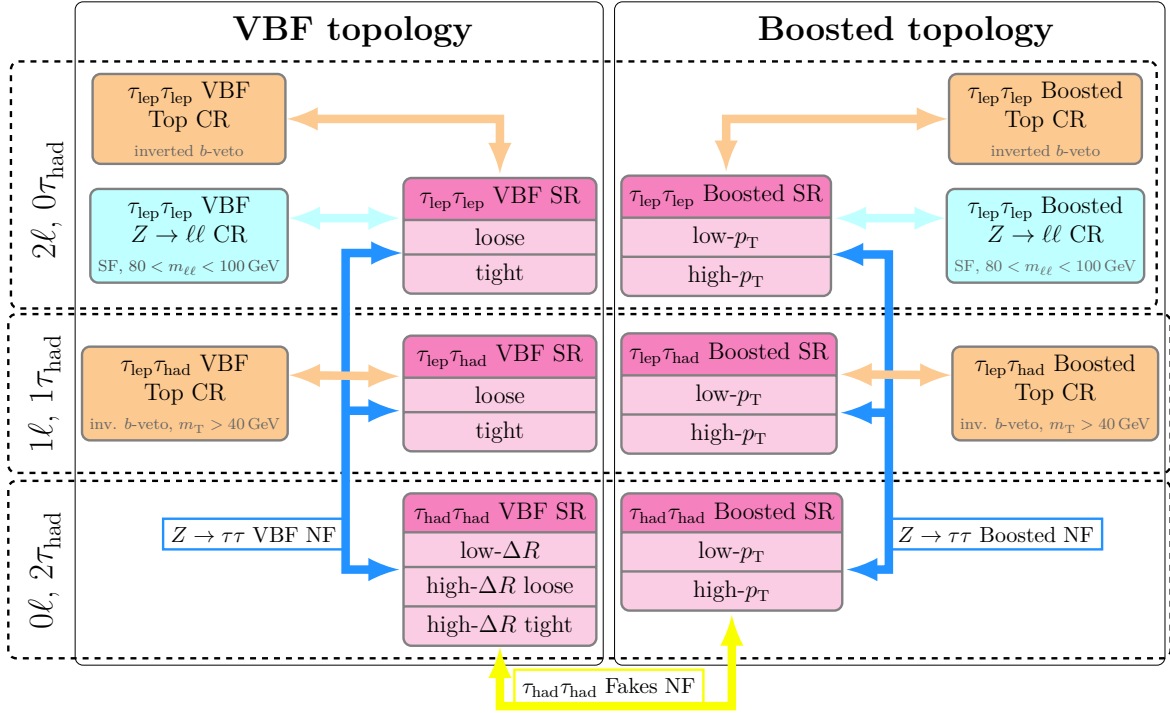 VBF topology
Boosted topology
2ℓ, 0τhad
τlepτlep VBF
Top CR
inverted b-veto
τlepτlep VBF
Z → ℓℓ CR
SF, 80 < mℓℓ < 100 GeV
τlepτlep VBF SR
loose
tight
τlepτlep Boosted SR
low-pT
high-pT
τlepτlep Boosted
Top CR
inverted b-veto
τlepτlep Boosted
Z → ℓℓ CR
SF, 80 < mℓℓ < 100 GeV
1ℓ, 1τhad
τlepτhad VBF
Top CR
inv. b-veto, mT > 40 GeV
τlepτhad VBF SR
loose
tight
τlepτhad Boosted SR
low-pT
high-pT
τlepτhad Boosted
Top CR
inv. b-veto, mT > 40 GeV
0ℓ, 2τhad
Z → ττ VBF NF
τhadτhad VBF SR
low-ΔR
high-ΔR loose
high-ΔR tight
τhadτhad Boosted SR
low-pT
high-pT
Z → ττ Boosted NF
τhadτhad Fakes NF